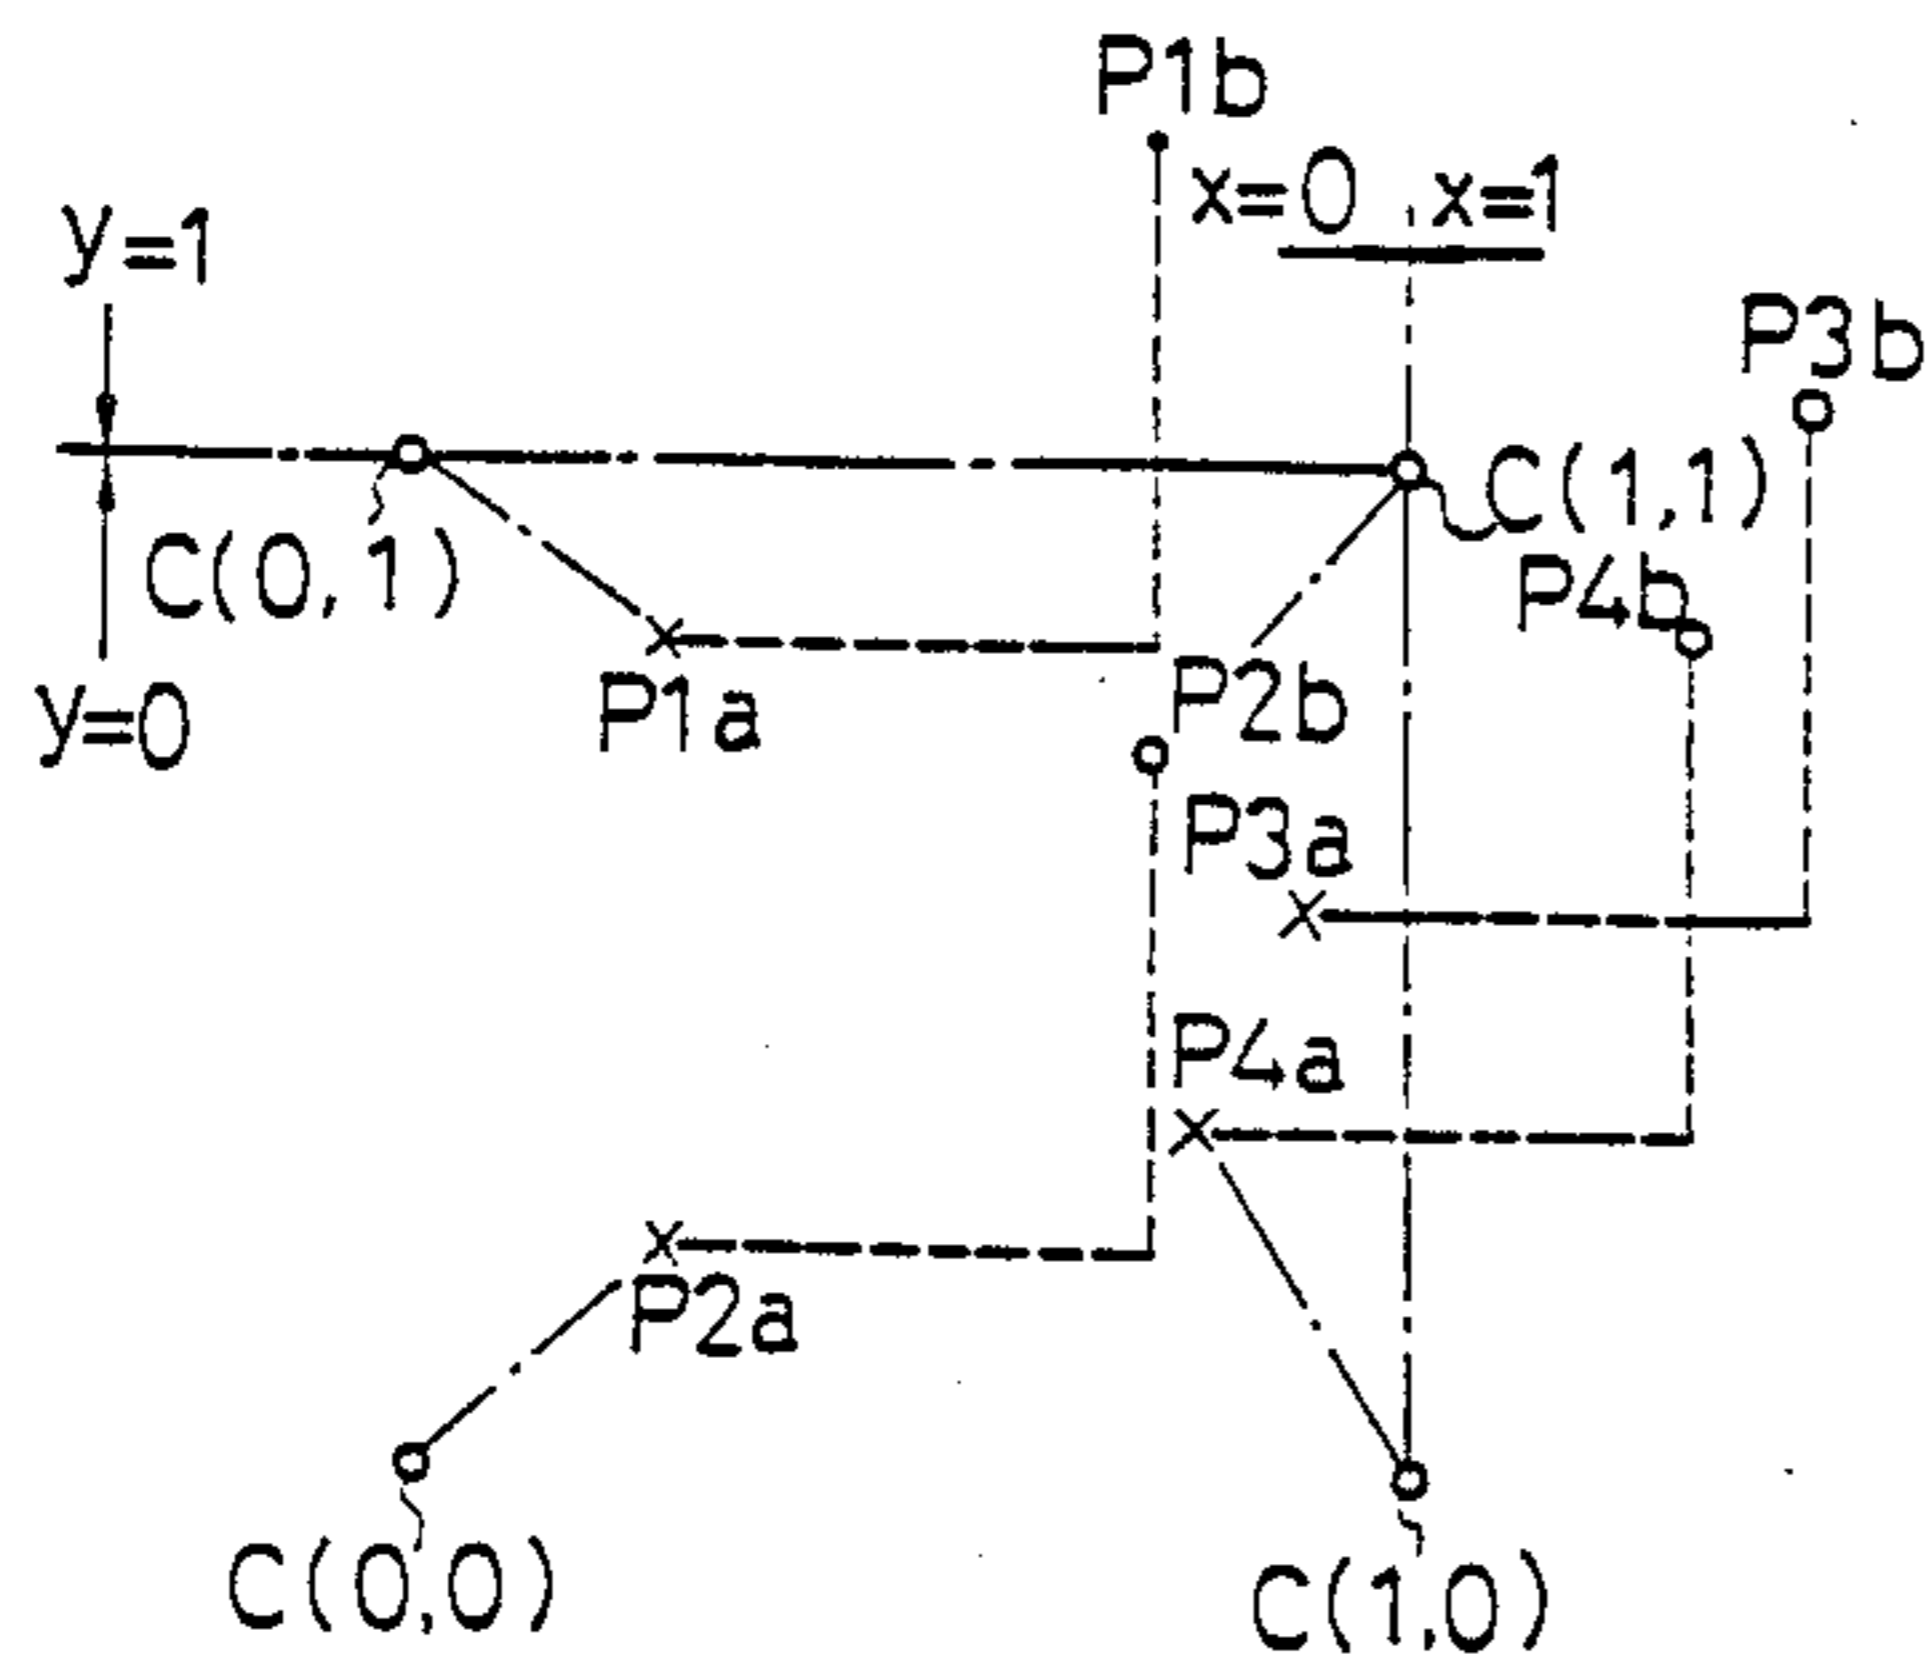 P1b
x=0 x=1
y=1
P3b
C(1,1)
C(0,1)
P4b
P1a
P2b
y=0
P3a
P4a
P2a
C(0,0)
C(1,0)